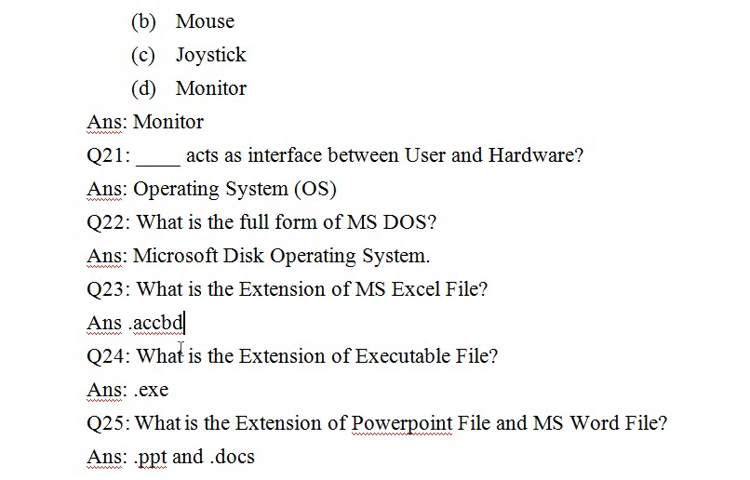 (b) Mouse
(c) Joystick
(d) Monitor
Ans: Monitor
Q21: ____ acts as interface between User and Hardware?
Ans: Operating System (OS)
Q22: What is the full form of MS DOS?
Ans: Microsoft Disk Operating System.
Q23: What is the Extension of MS Excel File?
Ans .accbd
Q24: What is the Extension of Executable File?
Ans: .exe
Q25: What is the Extension of Powerpoint File and MS Word File?
Ans: .ppt and .docs